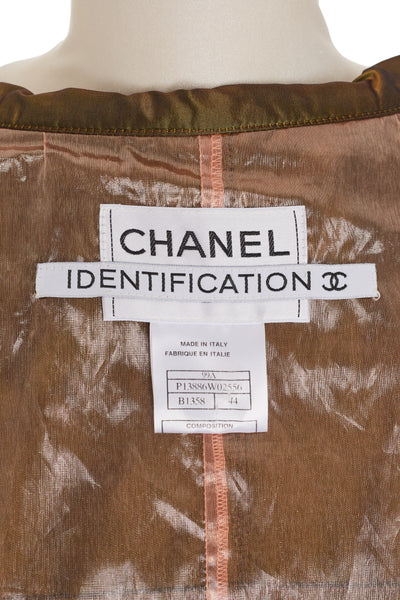 CHANEL
IDENTIFICATION
MADE IN ITALY
FABRIQUE EN ITALIE
99A
P13886W02556
B1358 44
COMPOSITION